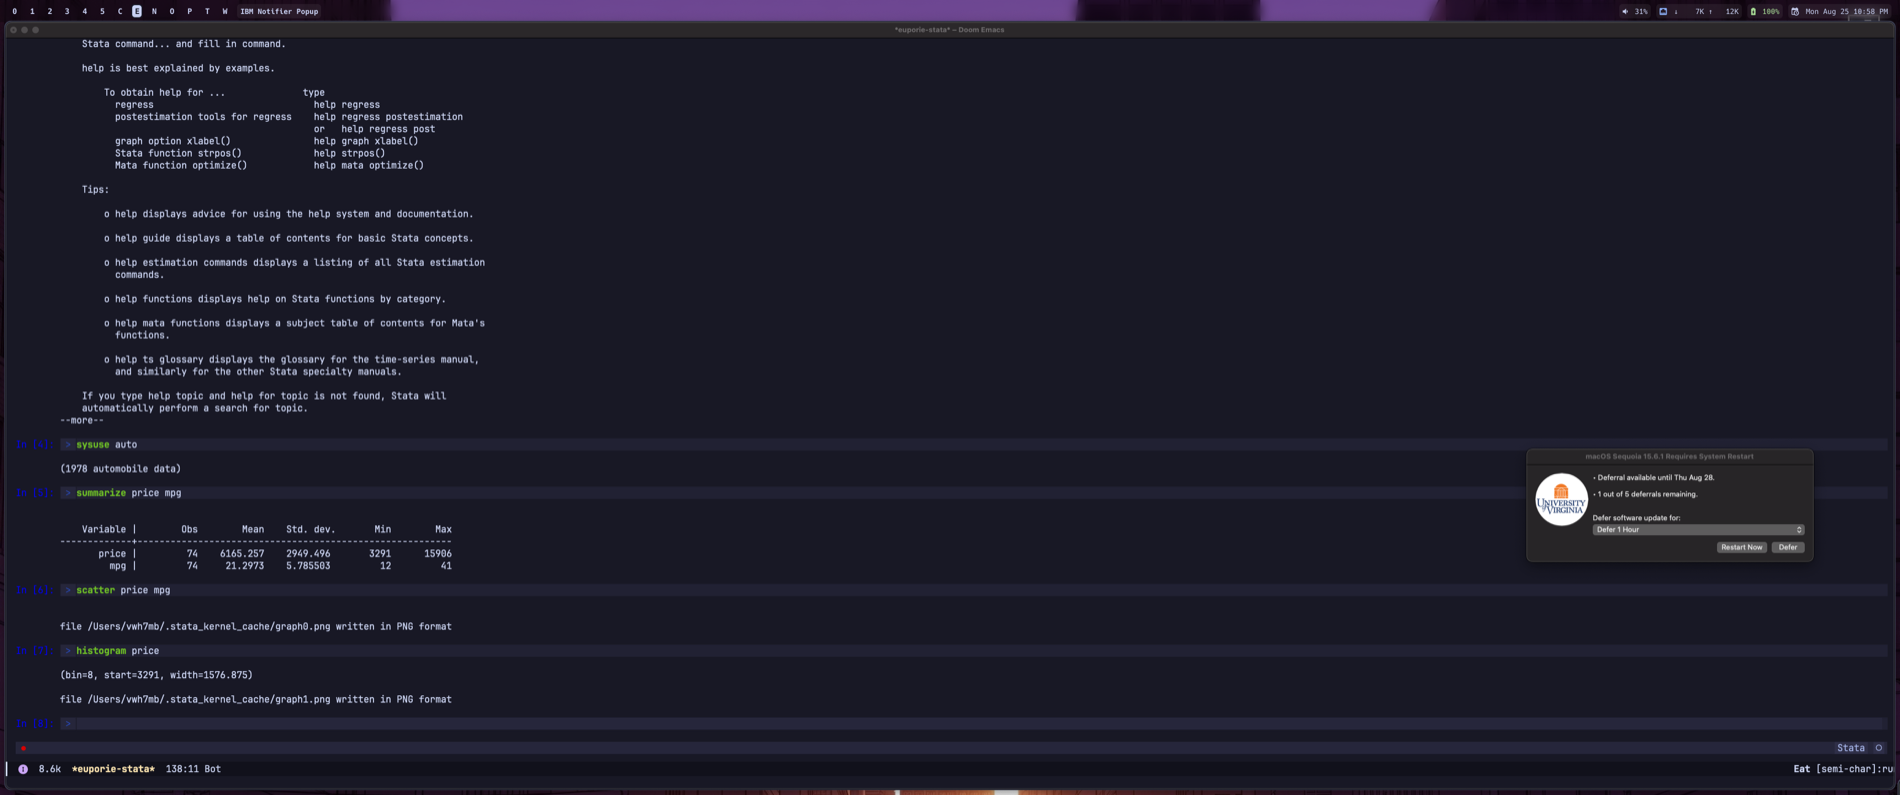 0 1 2 3 4 5 C E N O P T W IBM Notifier Popup
31% ↓ 7K ↑ 12K 100% Mon Aug 25 10:58 PM
*euporie-stata* – Doom Emacs
Stata command... and fill in command.
help is best explained by examples.
To obtain help for ... type
regress help regress
postestimation tools for regress help regress postestimation
or help regress post
graph option xlabel() help graph xlabel()
Stata function strpos() help strpos()
Mata function optimize() help mata optimize()
Tips:
o help displays advice for using the help system and documentation.
o help guide displays a table of contents for basic Stata concepts.
o help estimation commands displays a listing of all Stata estimation
commands.
o help functions displays help on Stata functions by category.
o help mata functions displays a subject table of contents for Mata's
functions.
o help ts glossary displays the glossary for the time-series manual,
and similarly for the other Stata specialty manuals.
If you type help topic and help for topic is not found, Stata will
automatically perform a search for topic.
--more--
> sysuse auto
(1978 automobile data)
In [5] > summarize price mpg
Variable | Obs Mean Std. dev. Min Max
-------------+---------------------------------------------------------
price | 74 6165.257 2949.496 3291 15906
mpg | 74 21.2973 5.785503 12 41
In [6] > scatter price mpg
file /Users/vwh7mb/.stata_kernel_cache/graph0.png written in PNG format
In [7] > histogram price
(bin=8, start=3291, width=1576.875)
file /Users/vwh7mb/.stata_kernel_cache/graph1.png written in PNG format
In [8] >
Stata
8.6k *euporie-stata* 138:11 Bot
Eat [semi-char]:ru
macOS Sequoia 15.6.1 Requires System Restart
• Deferral available until Thu Aug 28.
• 1 out of 5 deferrals remaining.
UNIVERSITY
of VIRGINIA
Defer software update for:
Defer 1 Hour
Restart Now Defer